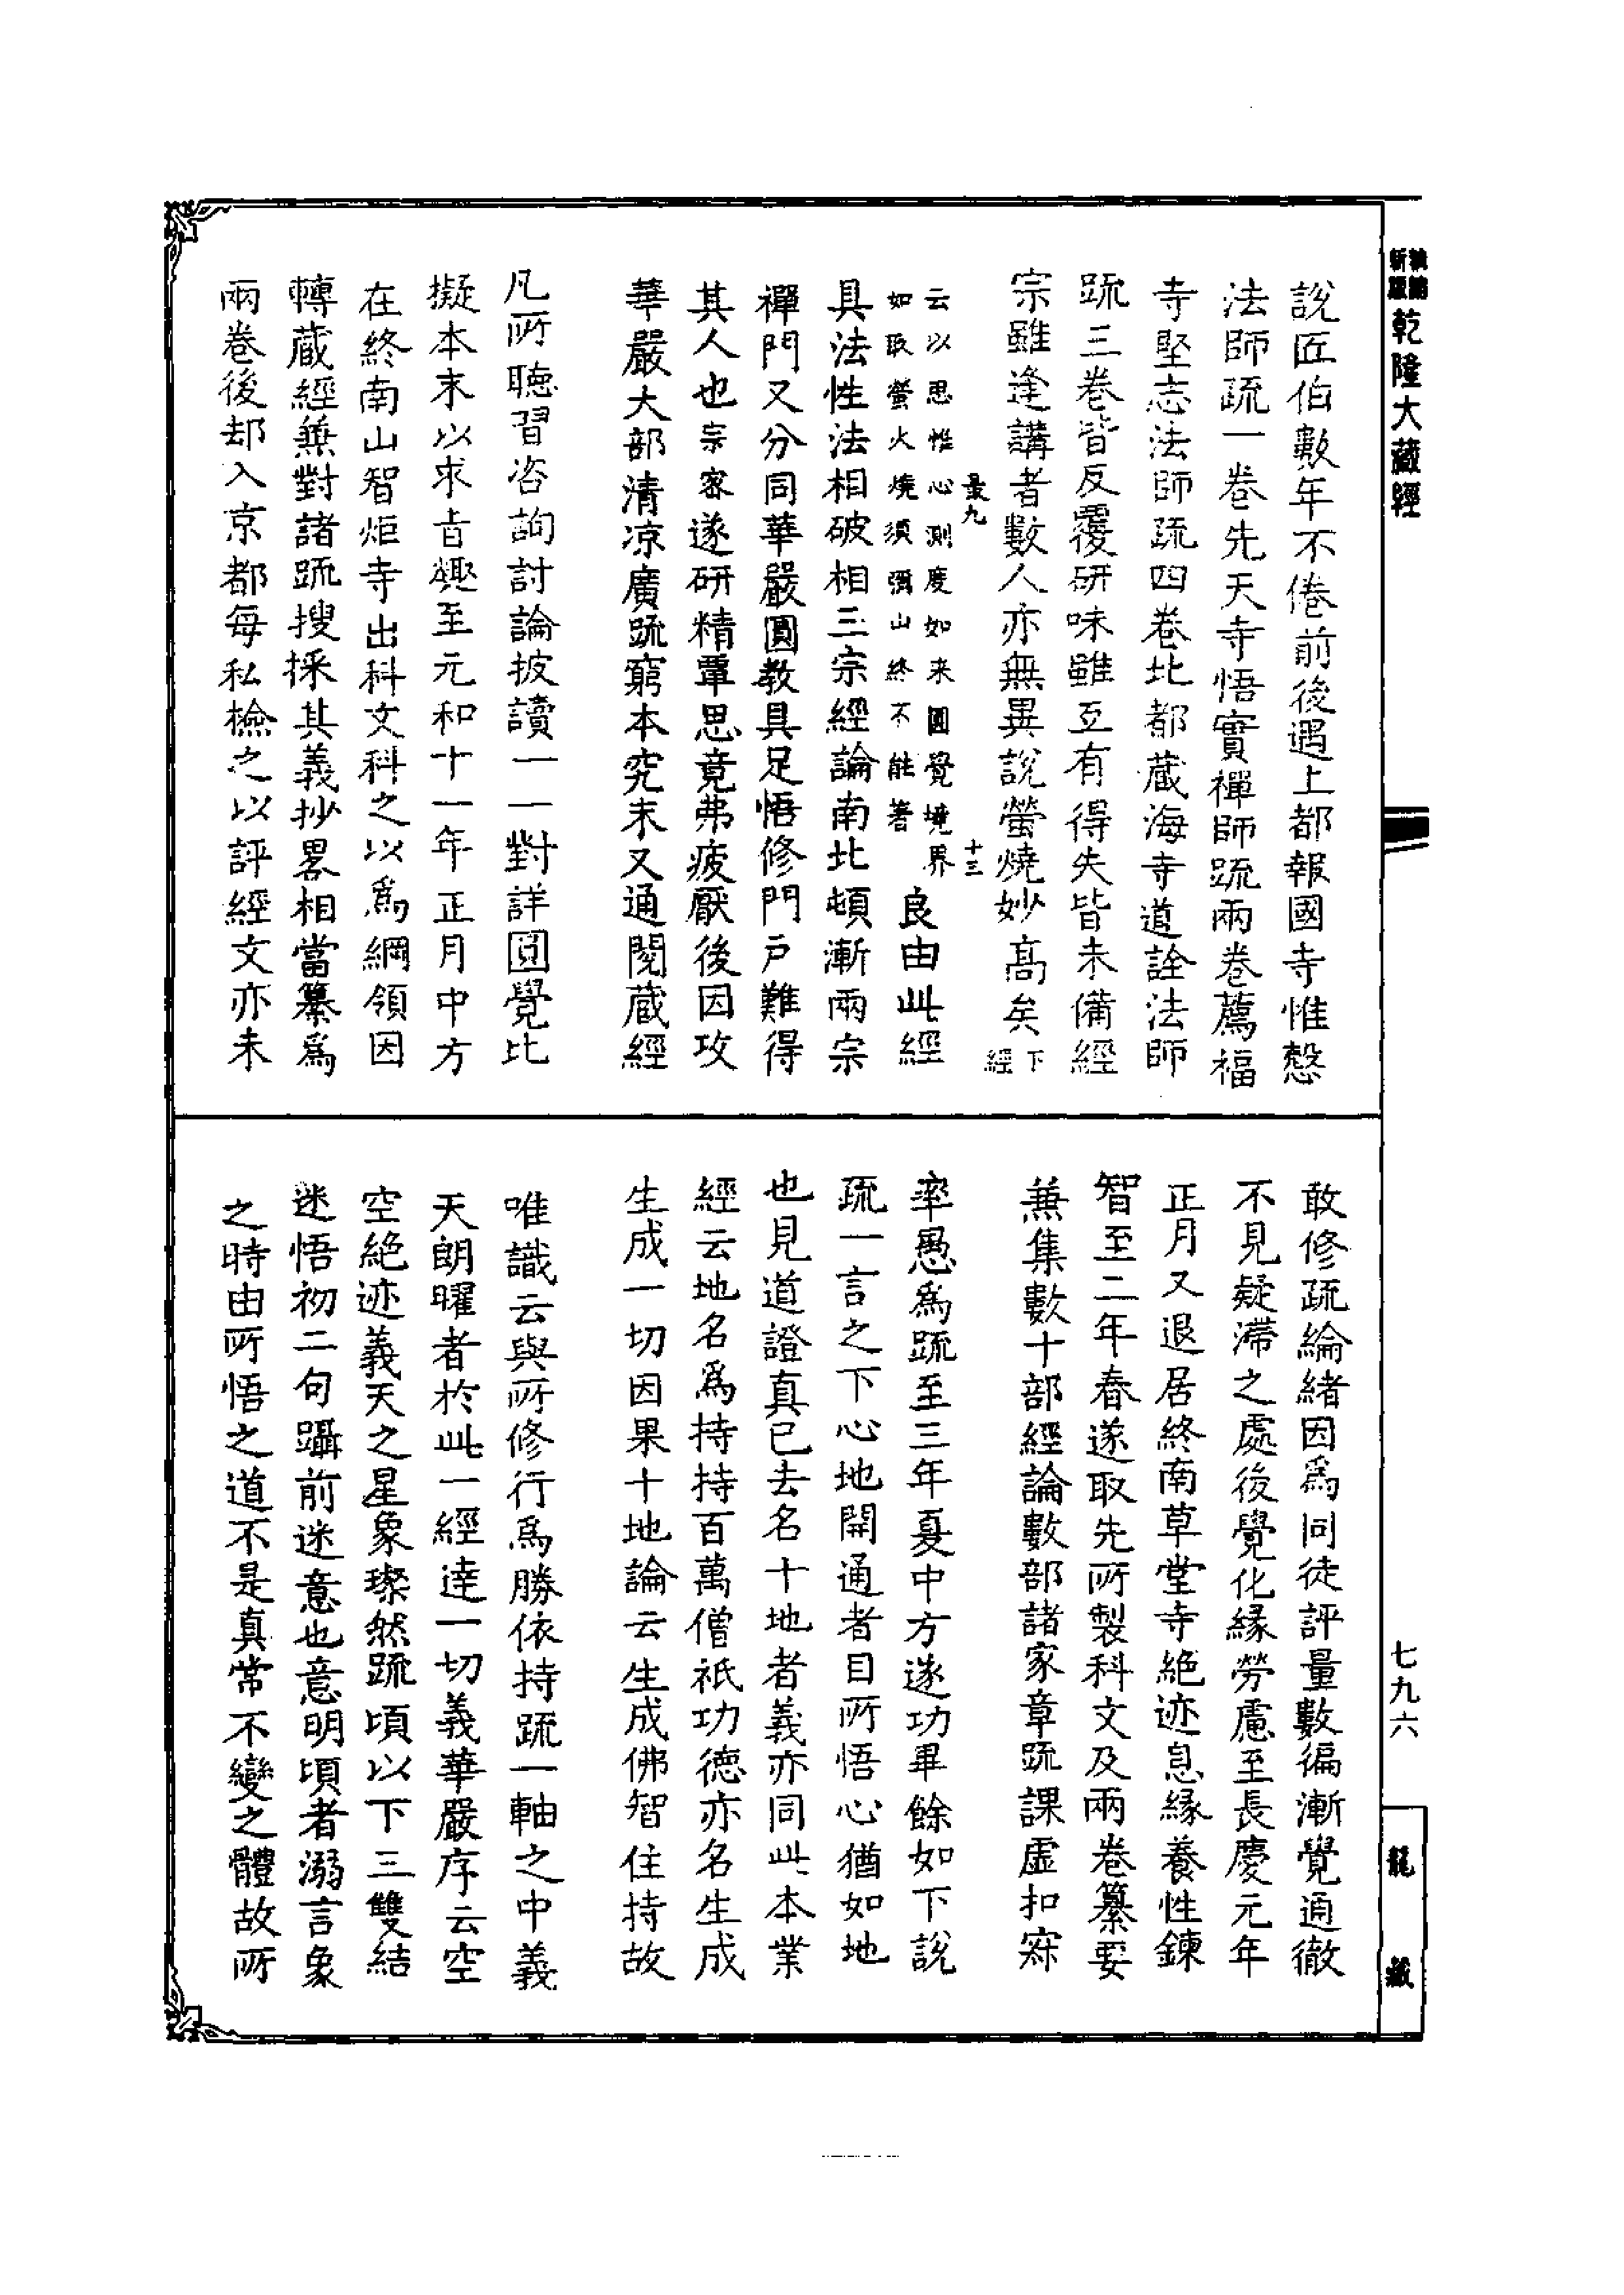 新編
縮版
乾隆大藏經
說匠伯數年不倦前後遇上都報國寺惟慤
法師疏一卷先天寺悟實禪師疏兩卷薦福
寺堅志法師疏四卷北都藏海寺道詮法師
疏三卷皆反覆研味雖互有得失皆未備經
宗雖逢講者數人亦無異說螢燒妙高矣下經
最九
十三
云以思惟心測度如來圓覺境界
如取螢火燒須彌山終不能著
良由此經
具法性法相破相三宗經論南北頓漸兩宗
禪門又分同華嚴圓教具足悟修門戶難得
其人也宗家遂研精覃思竟弗疲厭後因攻
華嚴大部清凉廣疏窮本究末又通閱藏經
凡所聽習咨詢討論披讀一一對詳圓覺比
擬本末以求旨趣至元和十一年正月中方
在終南山智炬寺出科文科之以爲綱領因
轉藏經兼對諸疏搜採其義抄畧相當纂爲
兩卷後却入京都每私檢之以評經文亦未
敢修疏綸緒因爲同徒評量數徧漸覺通徹
不見疑滯之處後覺化緣勞慮至長慶元年
正月又退居終南草堂寺絕迹息緣養性鍊
智至二年春遂取先所製科文及兩卷纂要
兼集數十部經論數部諸家章疏課虛扣寂
率愚爲疏至三年夏中方遂功畢餘如下說
疏一言之下心地開通者目所悟心猶如地
也見道證真已去名十地者義亦同此本業
經云地名爲持持百萬僧祇功德亦名生成
生成一切因果十地論云生成佛智住持故
唯識云與所修行爲勝依持疏一軸之中義
天朗曜者於此一經達一切義華嚴序云空
空絕迹義天之星象璨然疏頃以下三雙結
迷悟初二句躡前迷意也意明頃者溺言象
之時由所悟之道不是真常不變之體故所
七九六
龍藏